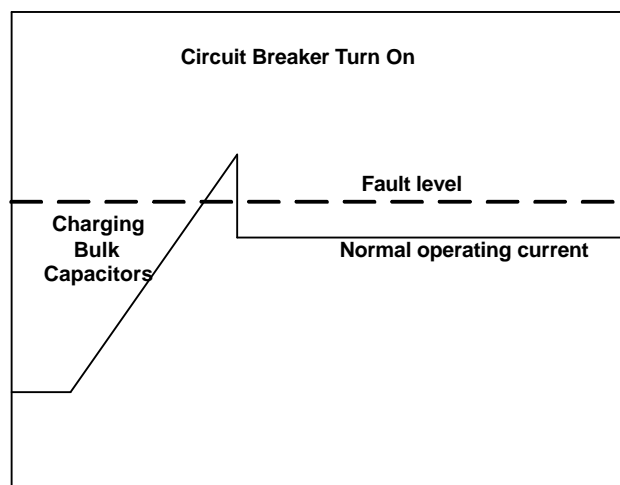 Circuit Breaker Turn On
Fault level
Charging
Bulk
Capacitors
Normal operating current